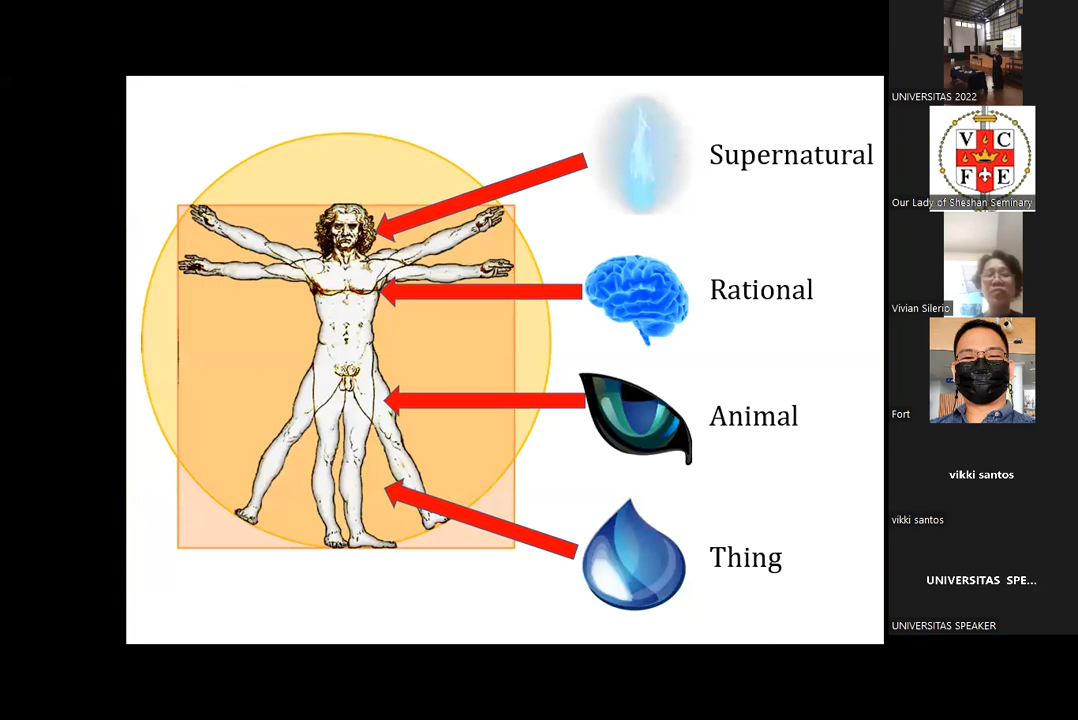 Supernatural
Rational
Animal
Thing
UNIVERSITAS 2022
V C
F E
Our Lady of Sheshan Seminary
Vivian Silerio
Fort
vikki santos
vikki santos
UNIVERSITAS SPE...
UNIVERSITAS SPEAKER